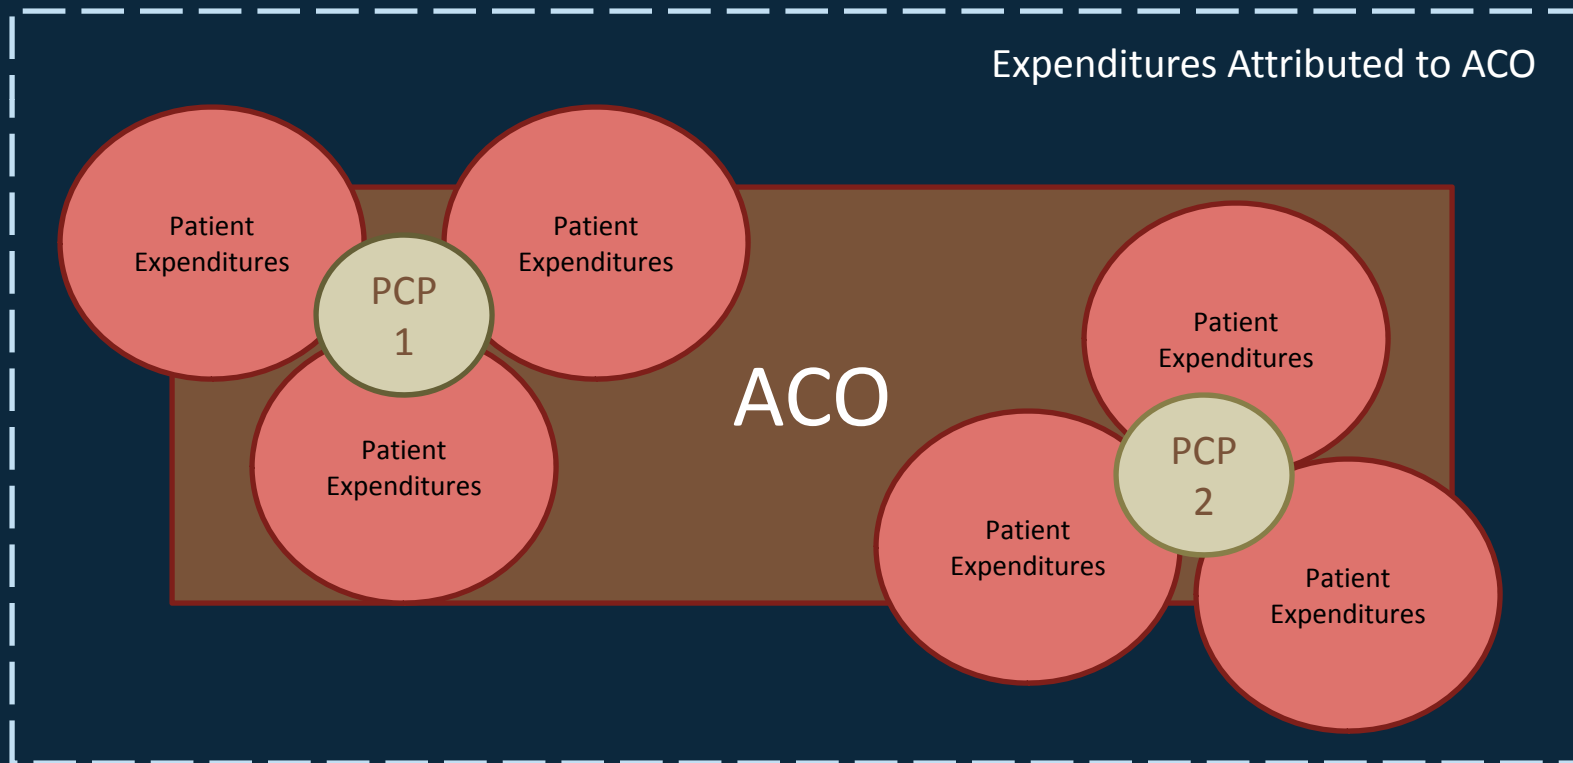 Expenditures Attributed to ACO
Patient
Expenditures
Patient
Expenditures
PCP
1
Patient
Expenditures
ACO
Patient
Expenditures
PCP
2
Patient
Expenditures
Patient
Expenditures